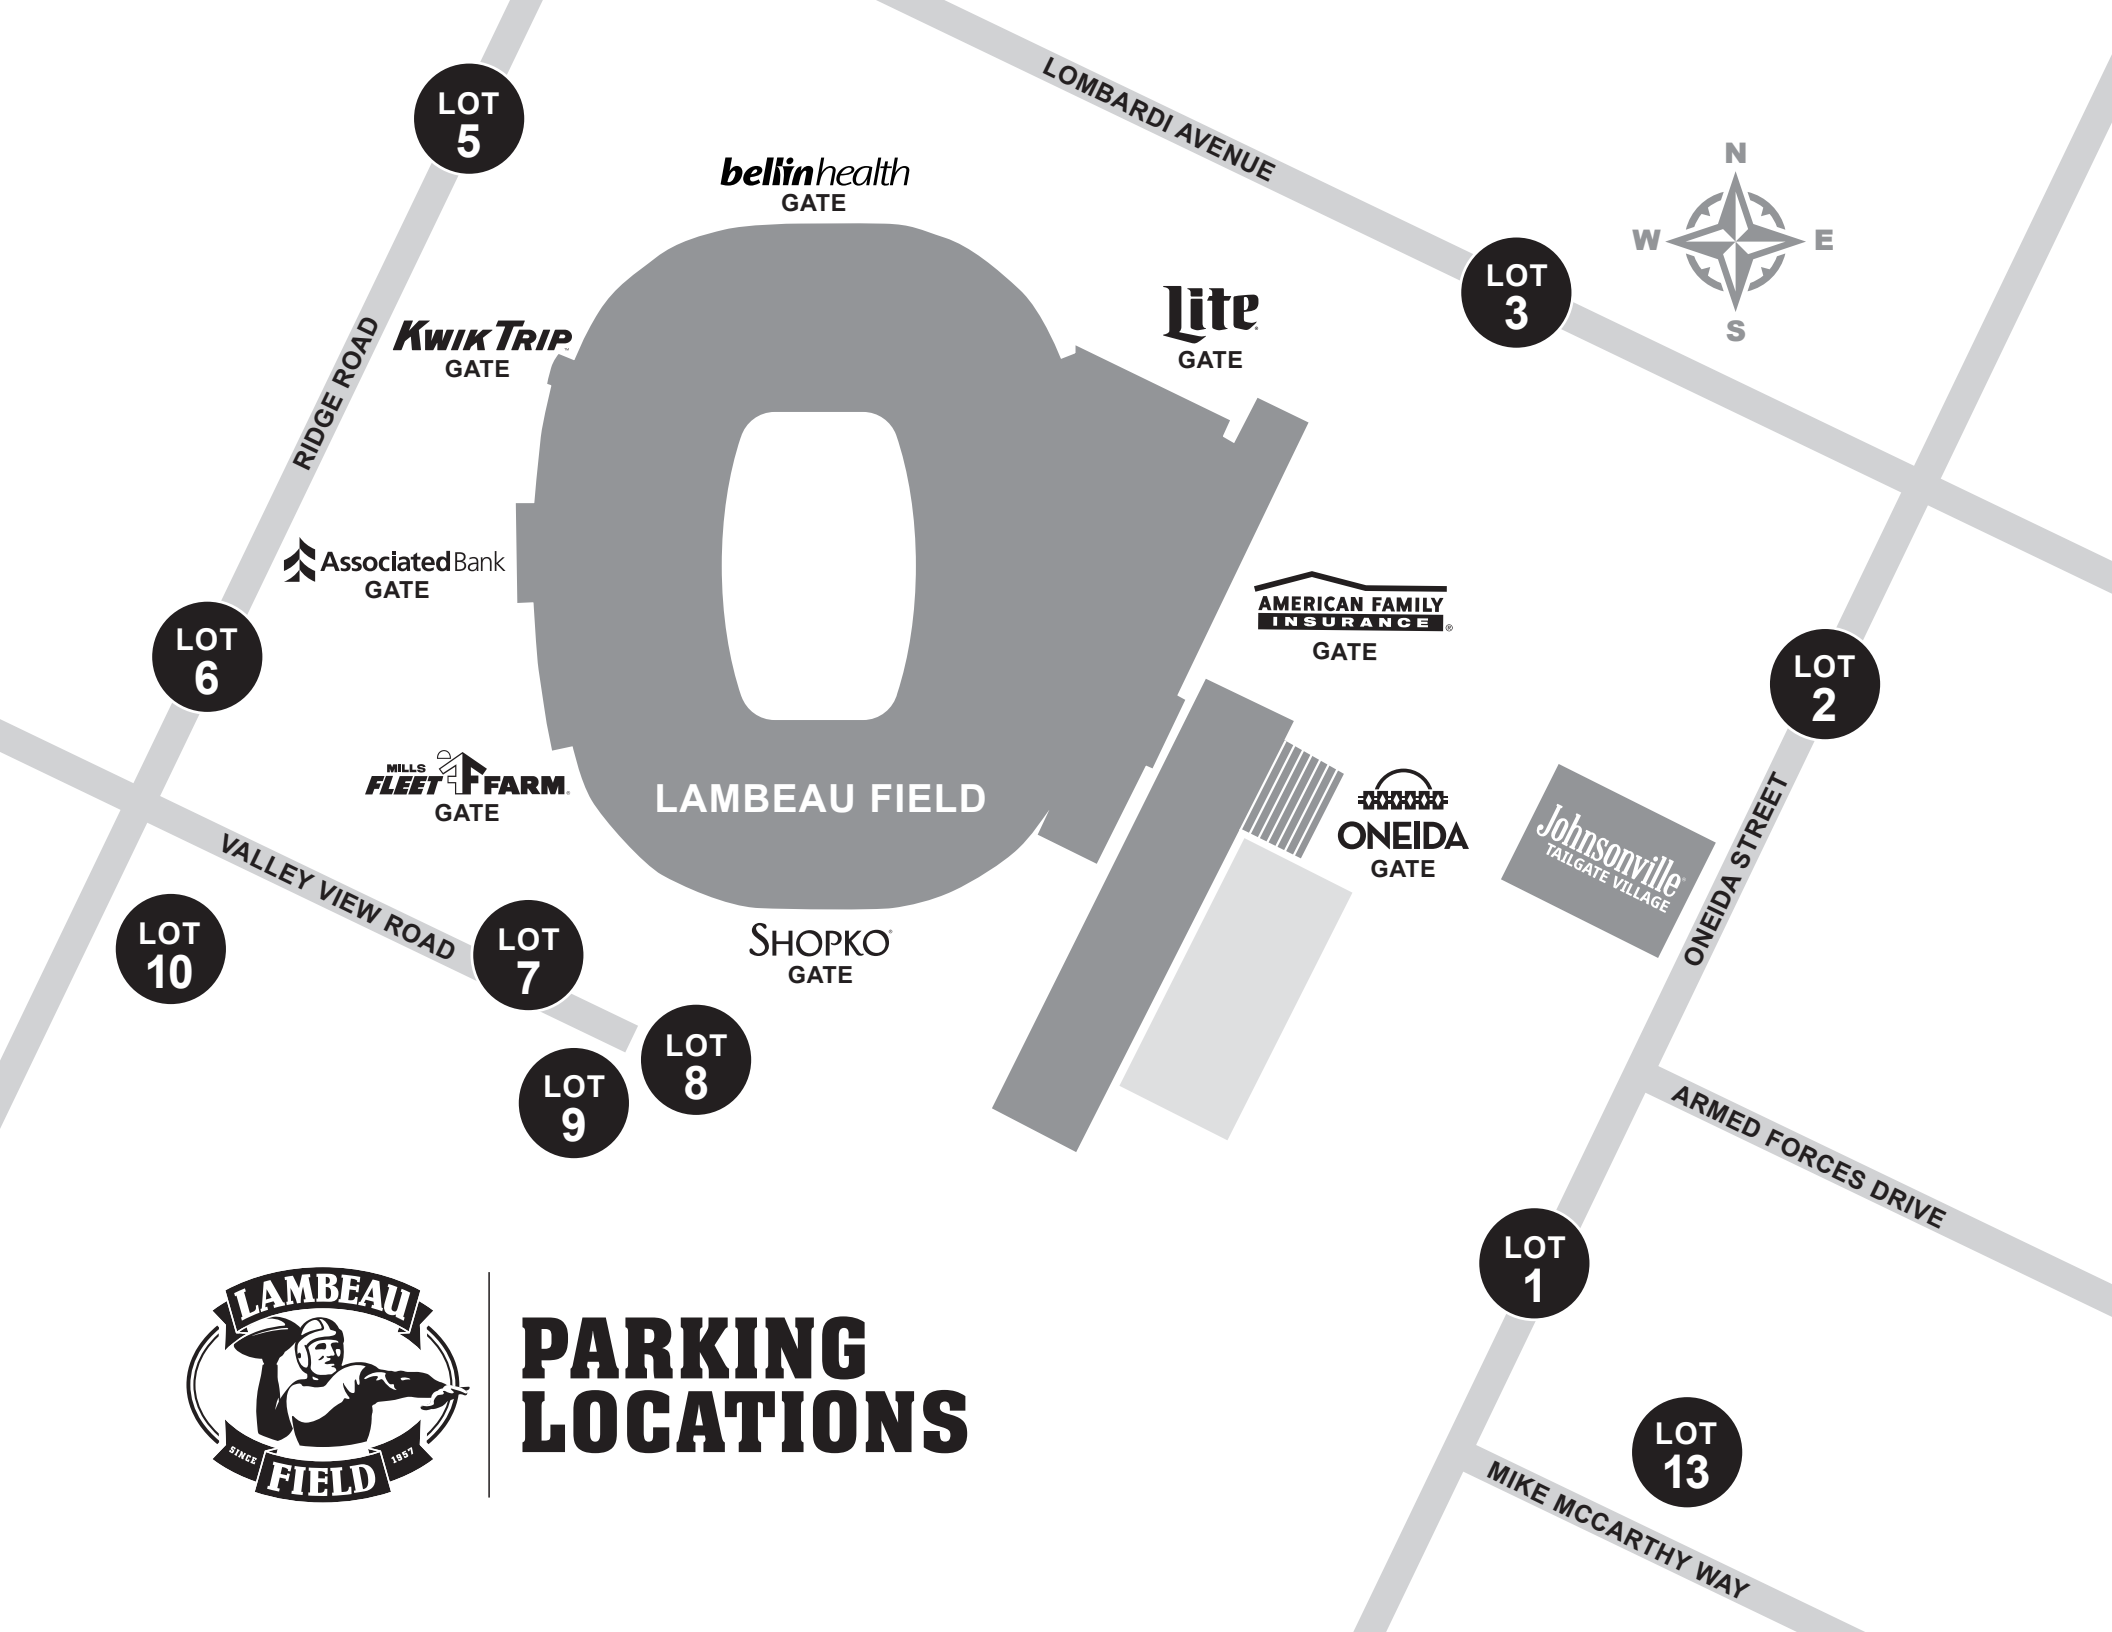 LOT
5
LOMBARDI AVENUE
N
W
E
S
bellinhealth
GATE
LOT
3
Lite
GATE
KWIK TRIP
GATE
RIDGE ROAD
AssociatedBank
GATE
AMERICAN FAMILY
INSURANCE ®
GATE
LOT
6
LOT
2
MILLS
FLEET FARM
GATE
LAMBEAU FIELD
ONEIDA
GATE
Johnsonville
TAILGATE VILLAGE
ONEIDA STREET
VALLEY VIEW ROAD
LOT
10
LOT
7
SHOPKO
GATE
LOT
8
LOT
9
ARMED FORCES DRIVE
LOT
1
LAMBEAU
SINCE
1957
FIELD
PARKING
LOCATIONS
LOT
13
MIKE MCCARTHY WAY